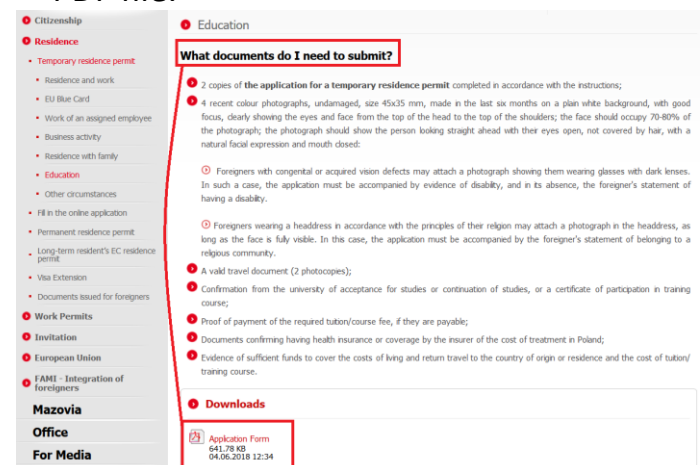 Citizenship
Residence
Temporary residence permit
Residence and work
EU Blue Card
Work of an assigned employee
Business activity
Residence with family
Education
Other circumstances
Fill in the online application
Permanent residence permit
Long-term resident's EC residence
permit
Visa Extension
Documents issued for foreigners
Work Permits
Invitation
European Union
FAMI - Integration of
foreigners
Mazovia
Office
For Media
Education
What documents do I need to submit?
2 copies of the application for a temporary residence permit completed in accordance with the instructions;
4 recent colour photographs, undamaged, size 45x35 mm, made in the last six months on a plain white background, with good
focus, clearly showing the eyes and face from the top of the head to the top of the shoulders; the face should occupy 70-80% of
the photograph; the photograph should show the person looking straight ahead with their eyes open, not covered by hair, with a
natural facial expression and mouth closed:
Foreigners with congenital or acquired vision defects may attach a photograph showing them wearing glasses with dark lenses.
In such a case, the application must be accompanied by evidence of disability, and in its absence, the foreigner's statement of
having a disability.
Foreigners wearing a headdress in accordance with the principles of their religion may attach a photograph in the headdress, as
long as the face is fully visible. In this case, the application must be accompanied by the foreigner's statement of belonging to a
religious community.
A valid travel document (2 photocopies);
Confirmation from the university of acceptance for studies or continuation of studies, or a certificate of participation in training
course;
Proof of payment of the required tuition/course fee, if they are payable;
Documents confirming having health insurance or coverage by the insurer of the cost of treatment in Poland;
Evidence of sufficient funds to cover the costs of living and return travel to the country of origin or residence and the cost of tuition/
training course.
Downloads
Application Form
641.78 KB
04.06.2018 12:34